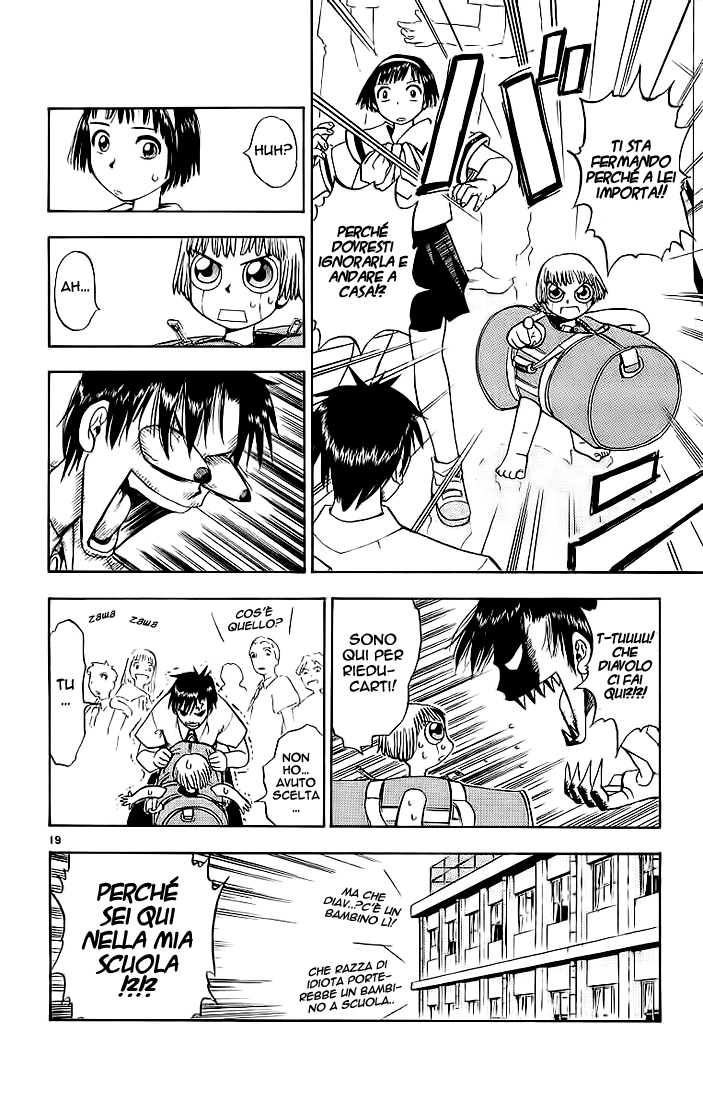 TI STA
FERMANDO
PERCHÉ A LEI
IMPORTA!!
PERCHÉ
DOVRESTI
IGNORARLA E
ANDARE A
CASA!?
HUH?
AH...
T-TUUUU!
CHE
DIAVOLO
CI FAI
QUI?!?!
SONO
QUI PER
RIEDU-
CARTI!
COS'È
QUELLO?
zawa
zawa
TU
...
NON
HO...
AVUTO
SCELTA
...
19
MA CHE
DIAV..?C'È UN
BAMBINO LÌ!
CHE RAZZA DI
IDIOTA PORTE-
REBBE UN BAMBI-
NO A SCUOLA..
PERCHÉ
SEI QUI
NELLA MIA
SCUOLA
!?!?